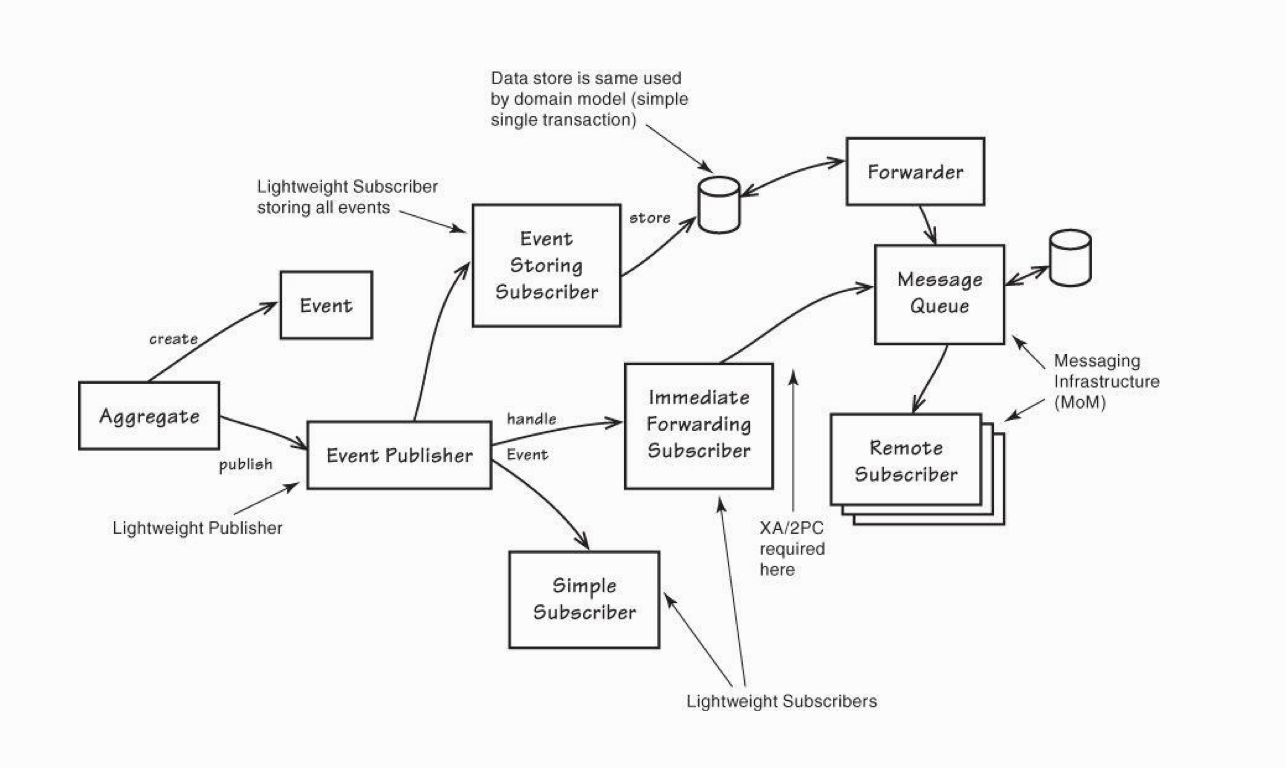 Data store is same used
by domain model (simple
single transaction)
Forwarder
Lightweight Subscriber
storing all events
store
Event
Storing
Subscriber
Message
Queue
Event
create
Messaging
Infrastructure
(MoM)
Aggregate
Immediate
Forwarding
Subscriber
handle
Event
publish
Event Publisher
Remote
Subscriber
Lightweight Publisher
XA/2PC
required
here
Simple
Subscriber
Lightweight Subscribers